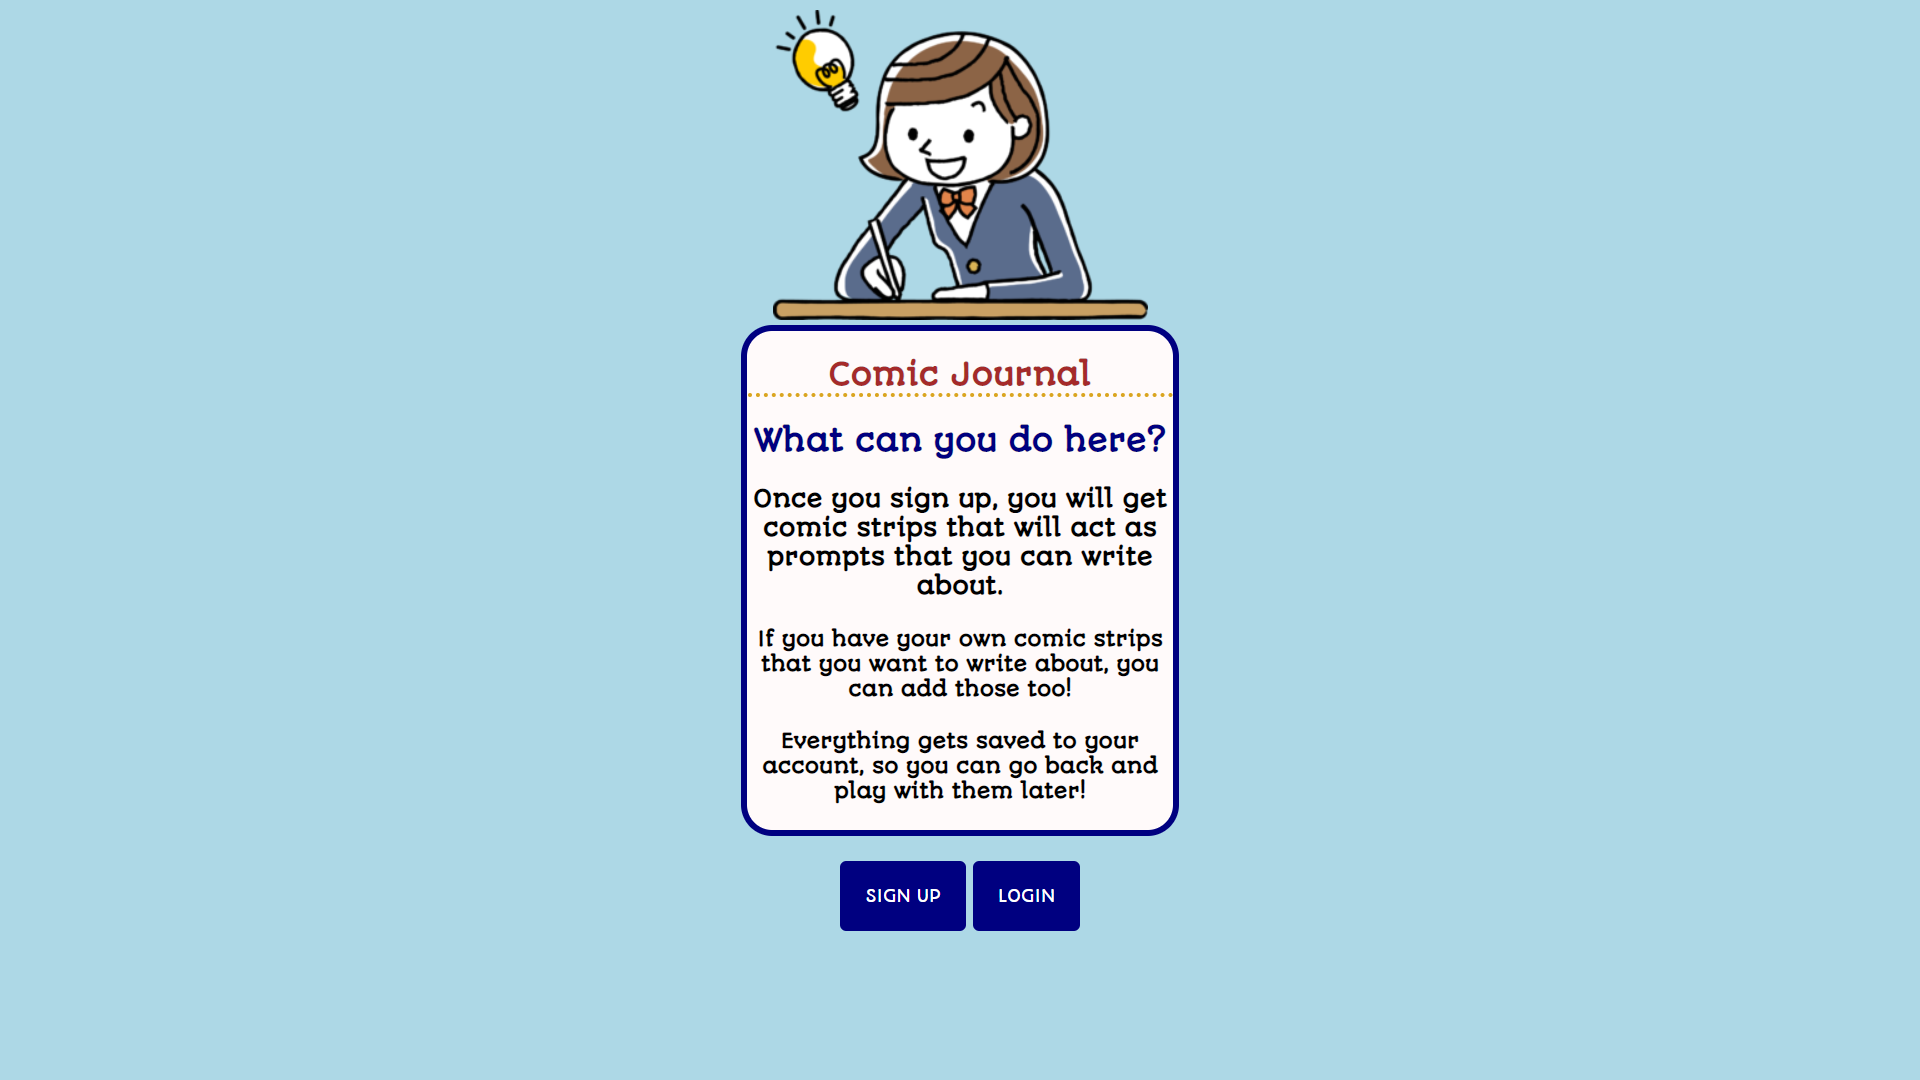 Comic Journal
What can you do here?
Once you sign up, you will get
comic strips that will act as
prompts that you can write
about.
If you have your own comic strips
that you want to write about, you
can add those too!
Everything gets saved to your
account, so you can go back and
play with them later!
SIGN UP
LOGIN